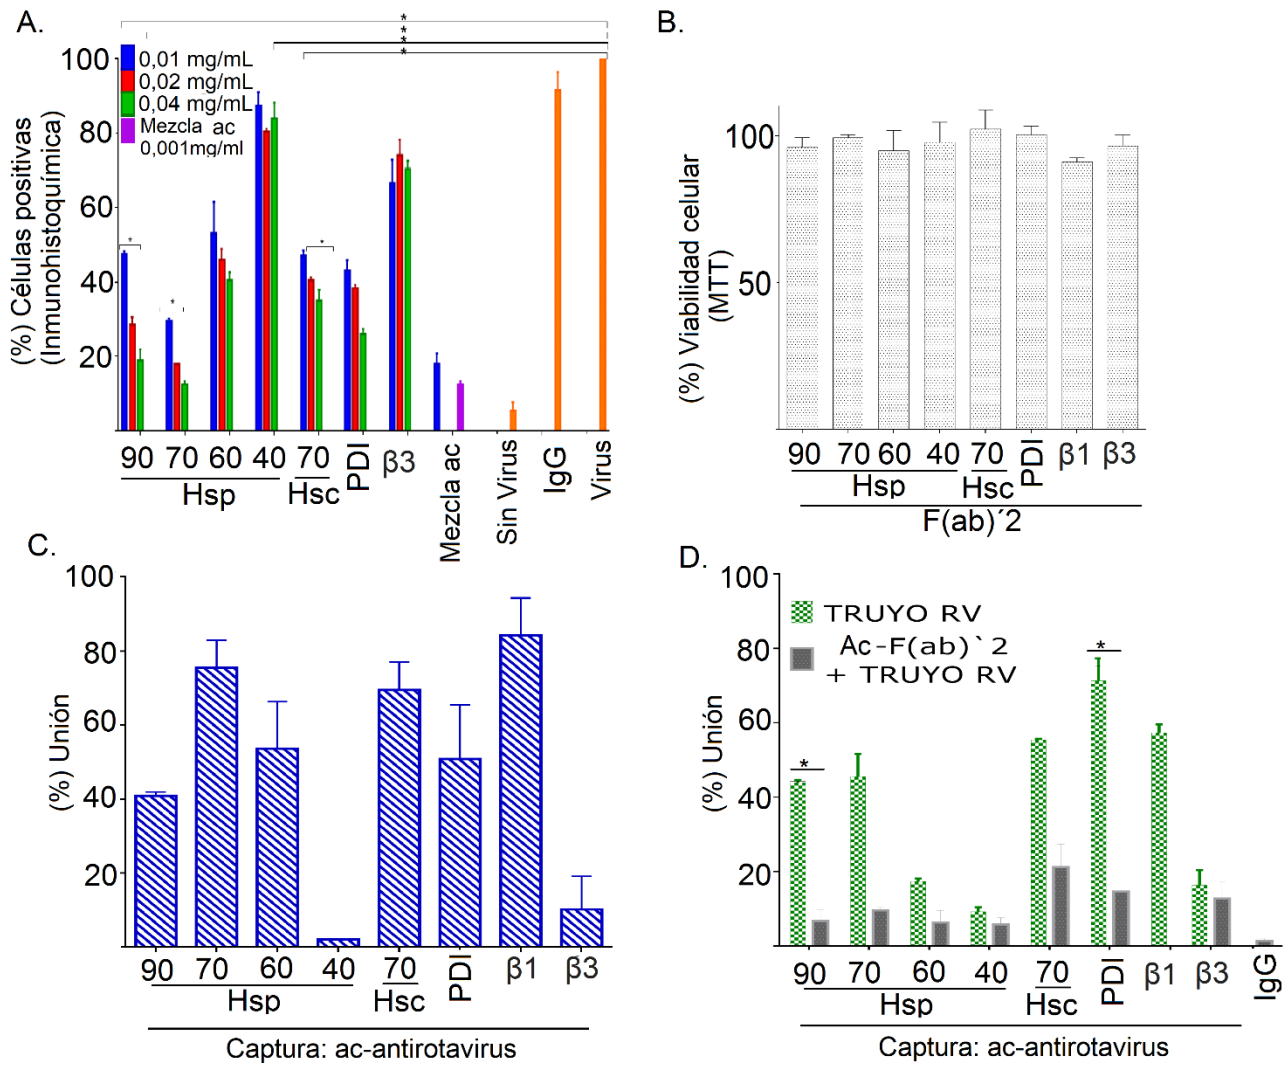 A.
*
*
*
*
0,01 mg/mL
0,02 mg/mL
0,04 mg/mL
Mezcla ac
0,001mg/ml
(%) Células positivas
(Inmunohistoquímica)
100
80
60
40
20
*
*
*
90 70 60 40 70 PDI β3 Mezcla ac Sin Virus IgG Virus
Hsp Hsc
B.
(%) Viabilidad celular
(MTT)
100
50
90 70 60 40 70 PDI β1 β3
Hsp Hsc
F(ab)´2
C.
(%) Unión
100
80
60
40
20
90 70 60 40 70 PDI β1 β3
Hsp Hsc
Captura: ac-antirotavirus
D.
(%) Unión
100
80
60
40
20
TRUYO RV
Ac-F(ab)`2
+ TRUYO RV
*
*
90 70 60 40 70 PDI β1 β3 IgG
Hsp Hsc
Captura: ac-antirotavirus